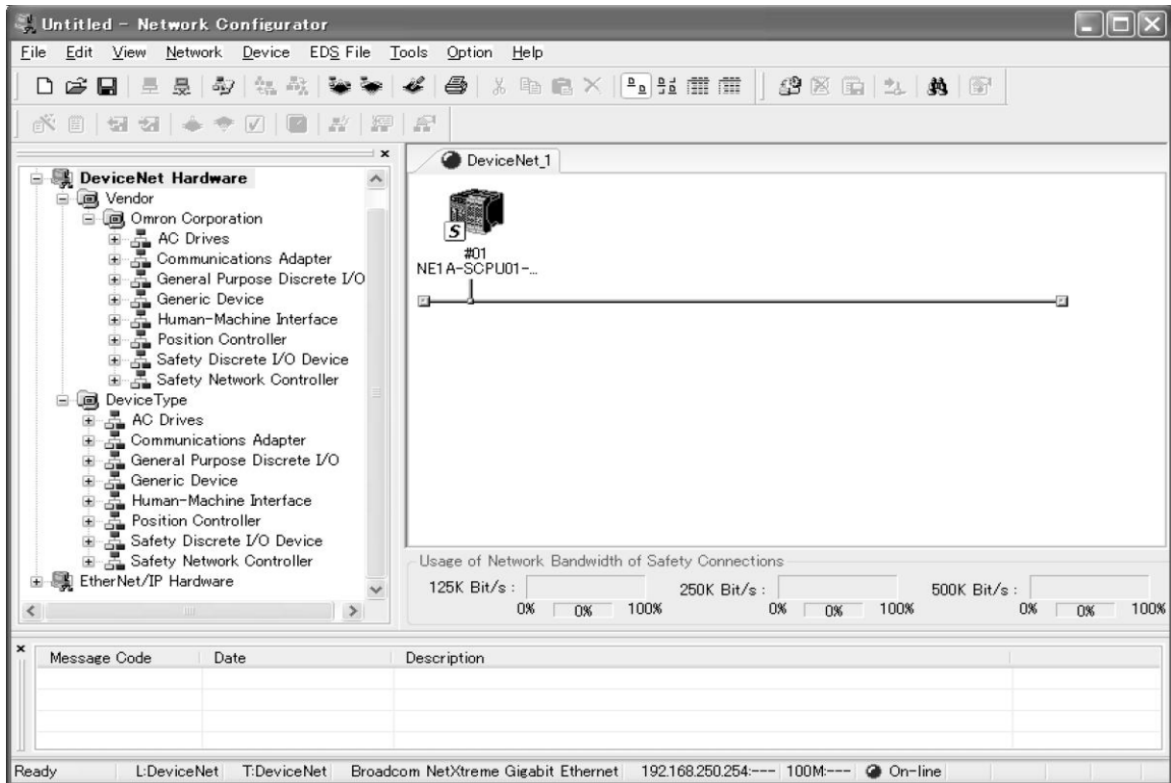 Untitled - Network Configurator
File Edit View Network Device EDS File Tools Option Help
DeviceNet Hardware
Vendor
Omron Corporation
AC Drives
Communications Adapter
General Purpose Discrete I/O
Generic Device
Human-Machine Interface
Position Controller
Safety Discrete I/O Device
Safety Network Controller
DeviceType
AC Drives
Communications Adapter
General Purpose Discrete I/O
Generic Device
Human-Machine Interface
Position Controller
Safety Discrete I/O Device
Safety Network Controller
EtherNet/IP Hardware
DeviceNet_1
S
#01
NE1A-SCPU01-...
Usage of Network Bandwidth of Safety Connections
125K Bit/s : 250K Bit/s : 500K Bit/s :
0% 0% 100% 0% 0% 100% 0% 0% 100%
Message Code Date Description
Ready L:DeviceNet T:DeviceNet Broadcom NetXtreme Gigabit Ethernet 192.168.250.254:--- 100M:--- On-line